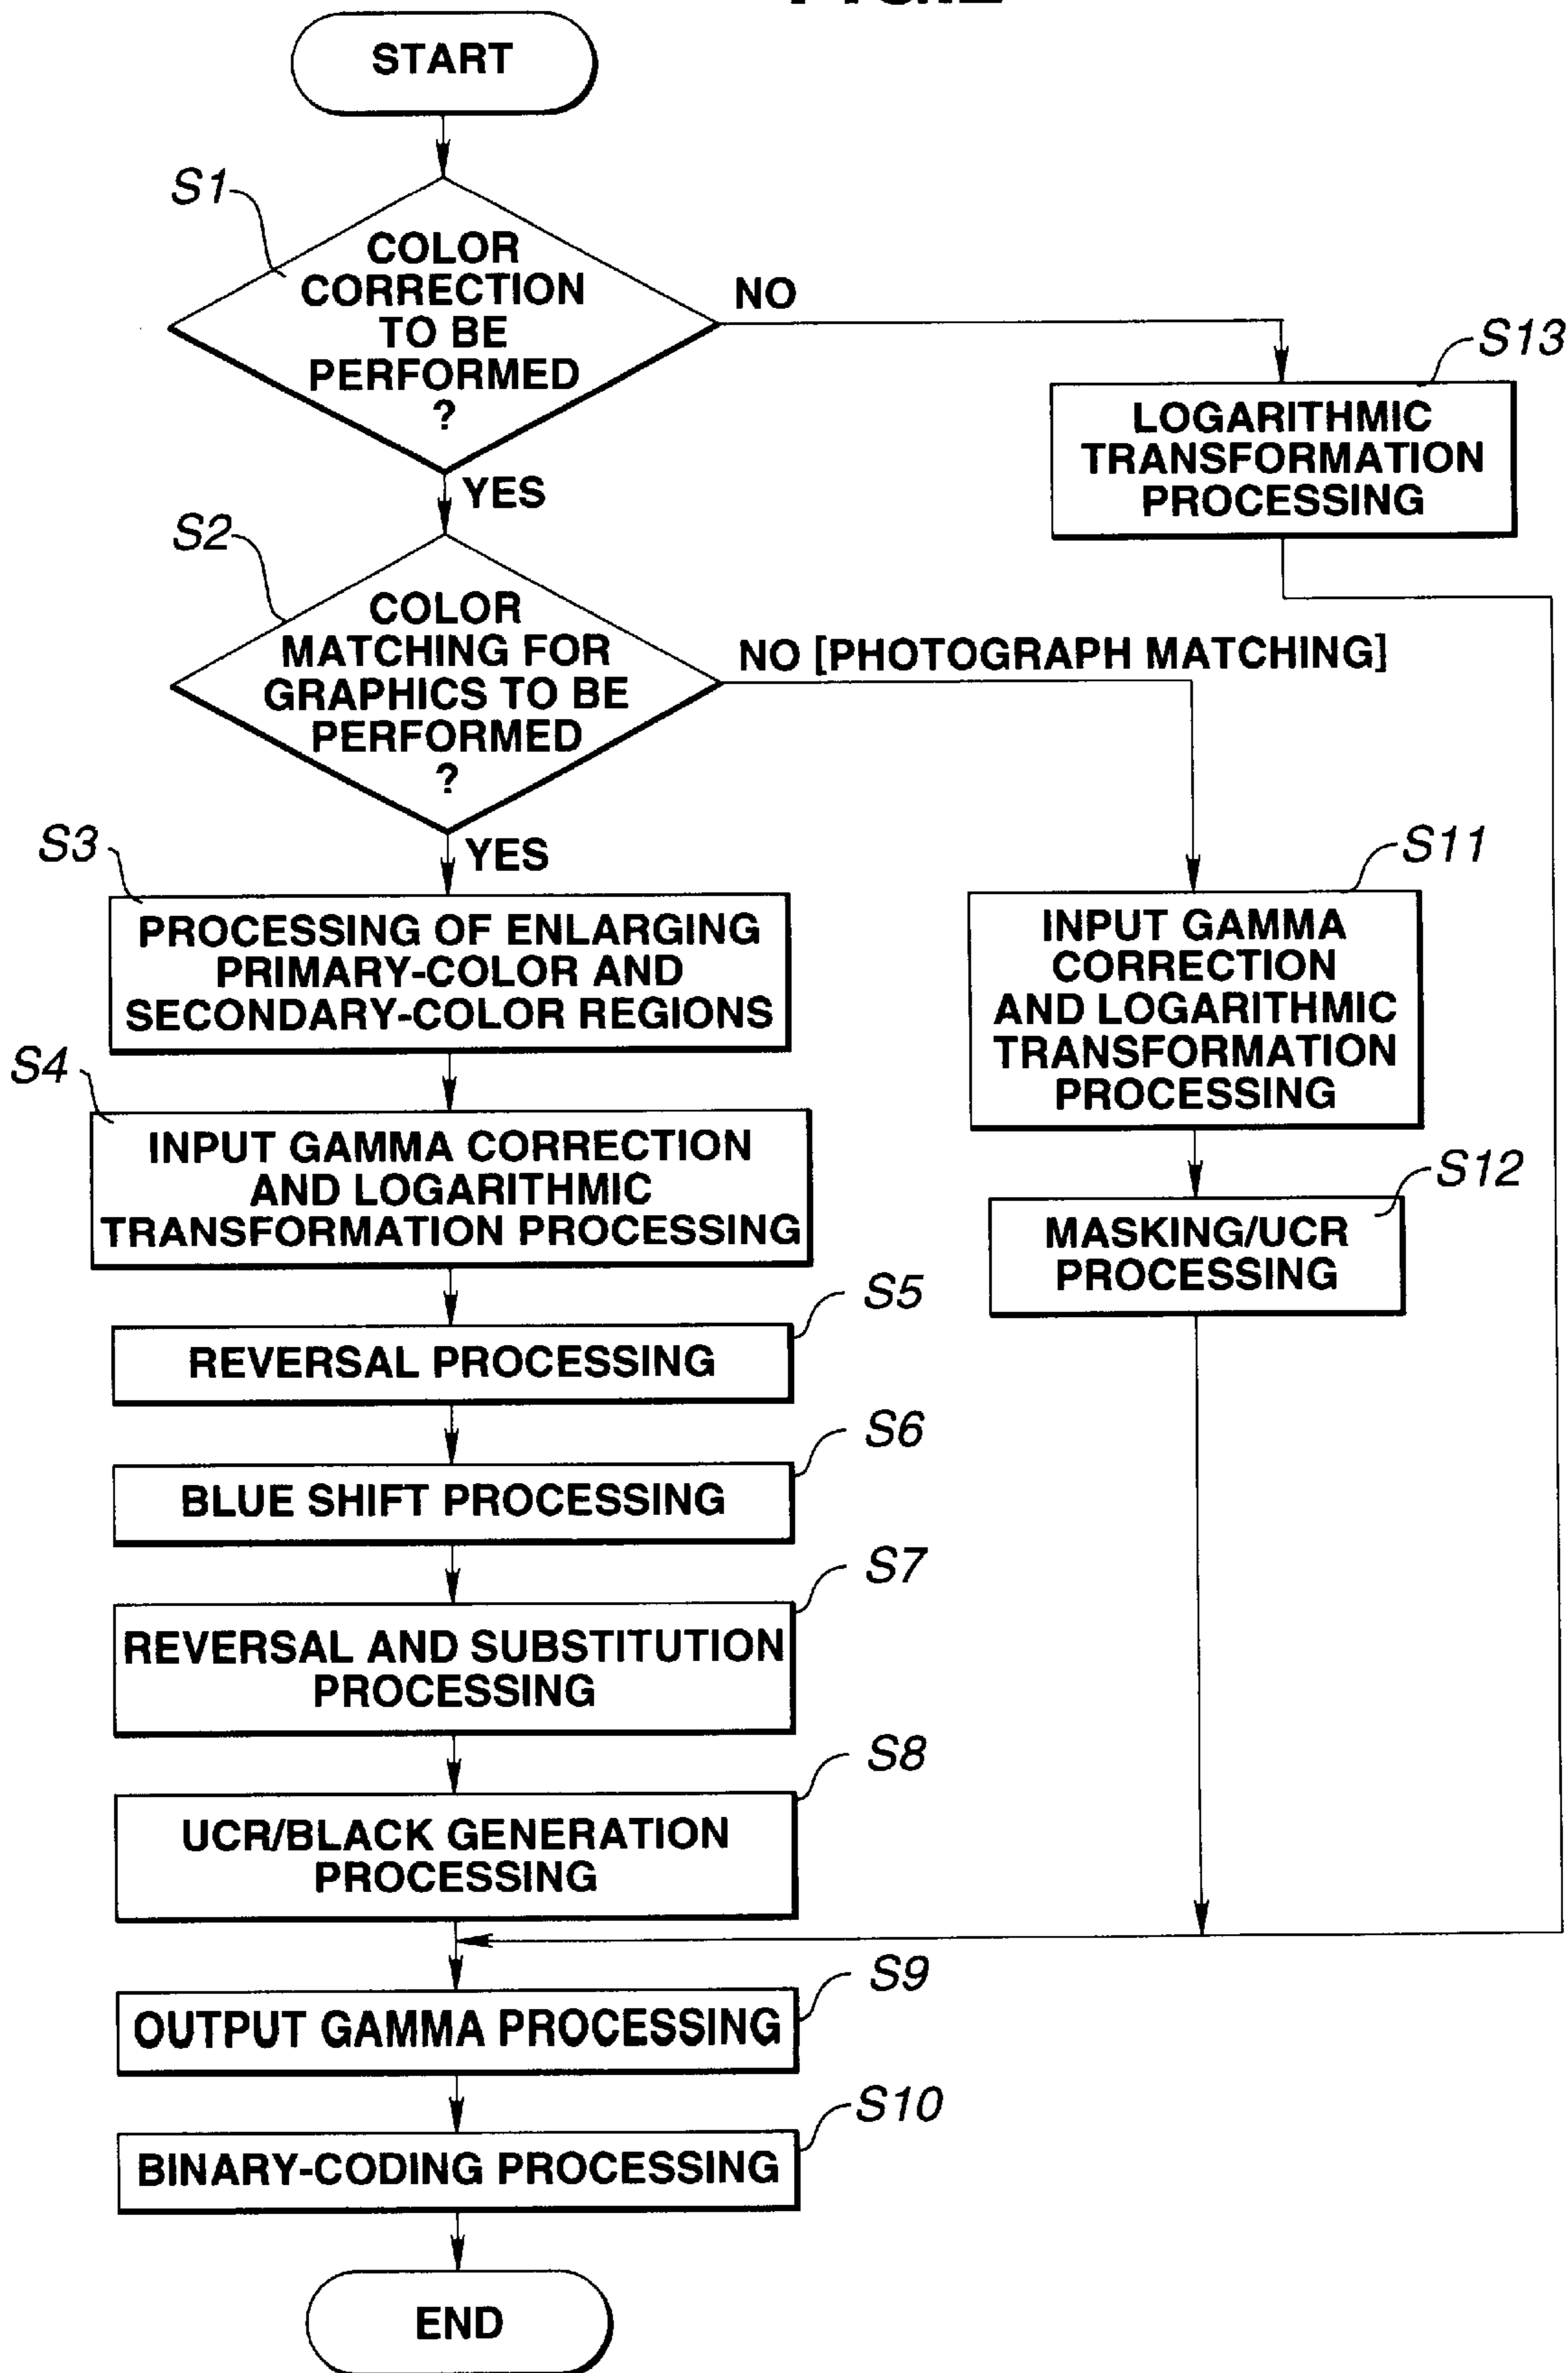 START
S1
COLOR
CORRECTION
TO BE
PERFORMED
?
NO
S13
LOGARITHMIC
TRANSFORMATION
PROCESSING
YES
S2
COLOR
MATCHING FOR
GRAPHICS TO BE
PERFORMED
?
NO [PHOTOGRAPH MATCHING]
YES
S3
PROCESSING OF ENLARGING
PRIMARY-COLOR AND
SECONDARY-COLOR REGIONS
S11
INPUT GAMMA
CORRECTION
AND LOGARITHMIC
TRANSFORMATION
PROCESSING
S4
INPUT GAMMA CORRECTION
AND LOGARITHMIC
TRANSFORMATION PROCESSING
S12
MASKING/UCR
PROCESSING
S5
REVERSAL PROCESSING
S6
BLUE SHIFT PROCESSING
S7
REVERSAL AND SUBSTITUTION
PROCESSING
S8
UCR/BLACK GENERATION
PROCESSING
S9
OUTPUT GAMMA PROCESSING
S10
BINARY-CODING PROCESSING
END